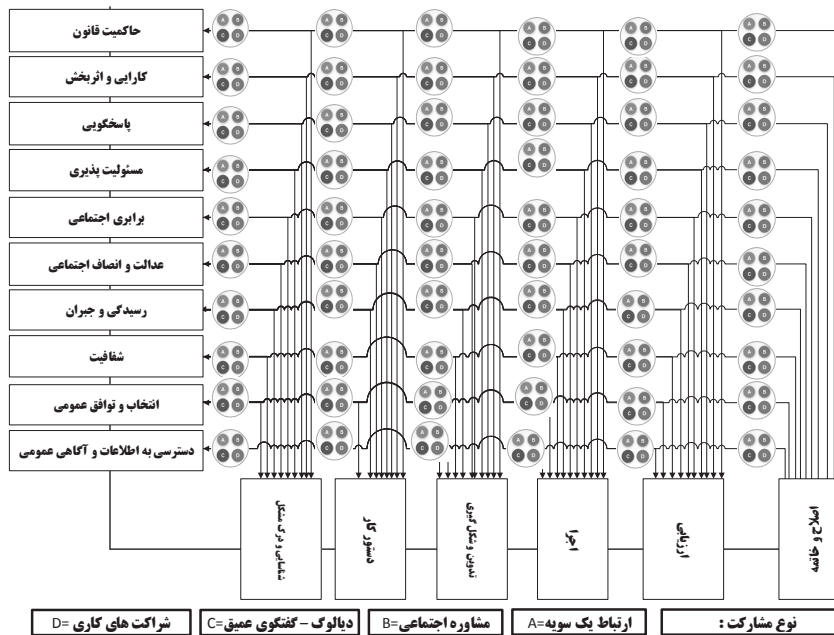 حاکمیت قانون
کارایی و اثربخش
پاسخگویی
مسئولیت پذیری
برابری اجتماعی
عدالت و انصاف اجتماعی
رسیدگی و جبران
شفافیت
انتخاب و توافق عمومی
دسترسی به اطلاعات و آگاهی عمومی
اصلاح و خاتمه
ارزیابی
اجرا
تدوین و شکل گیری
دستور کار
شناسایی و درک مشکل
نوع مشارکت :
ارتباط یک سویه=A
مشاوره اجتماعی=B
دیالوگ – گفتگوی عمیق=C
شراکت های کاری =D